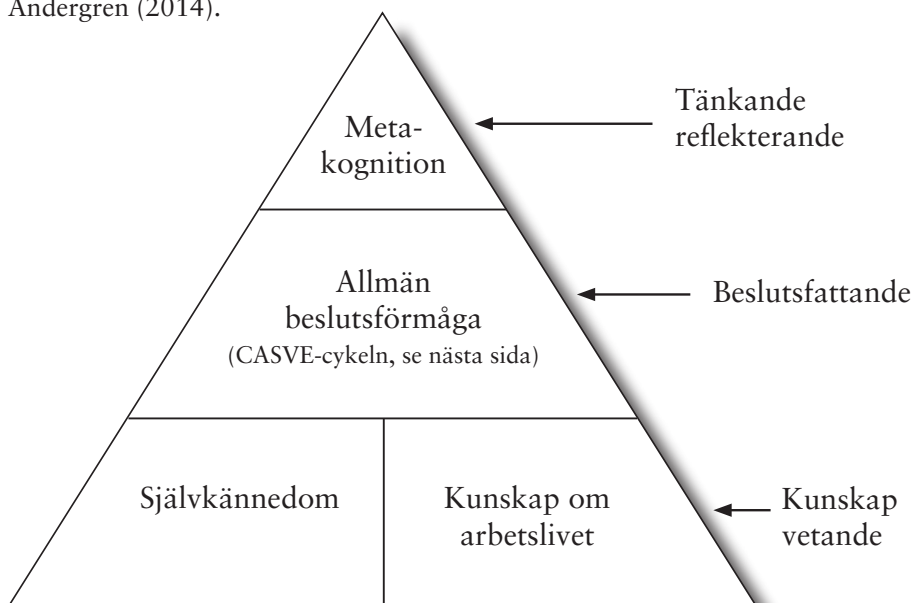 Andergren (2014).
Meta-
kognition
Tänkande
reflekterande
Allmän
beslutsförmåga
(CASVE-cykeln, se nästa sida)
Beslutsfattande
Självkännedom
Kunskap om
arbetslivet
Kunskap
vetande